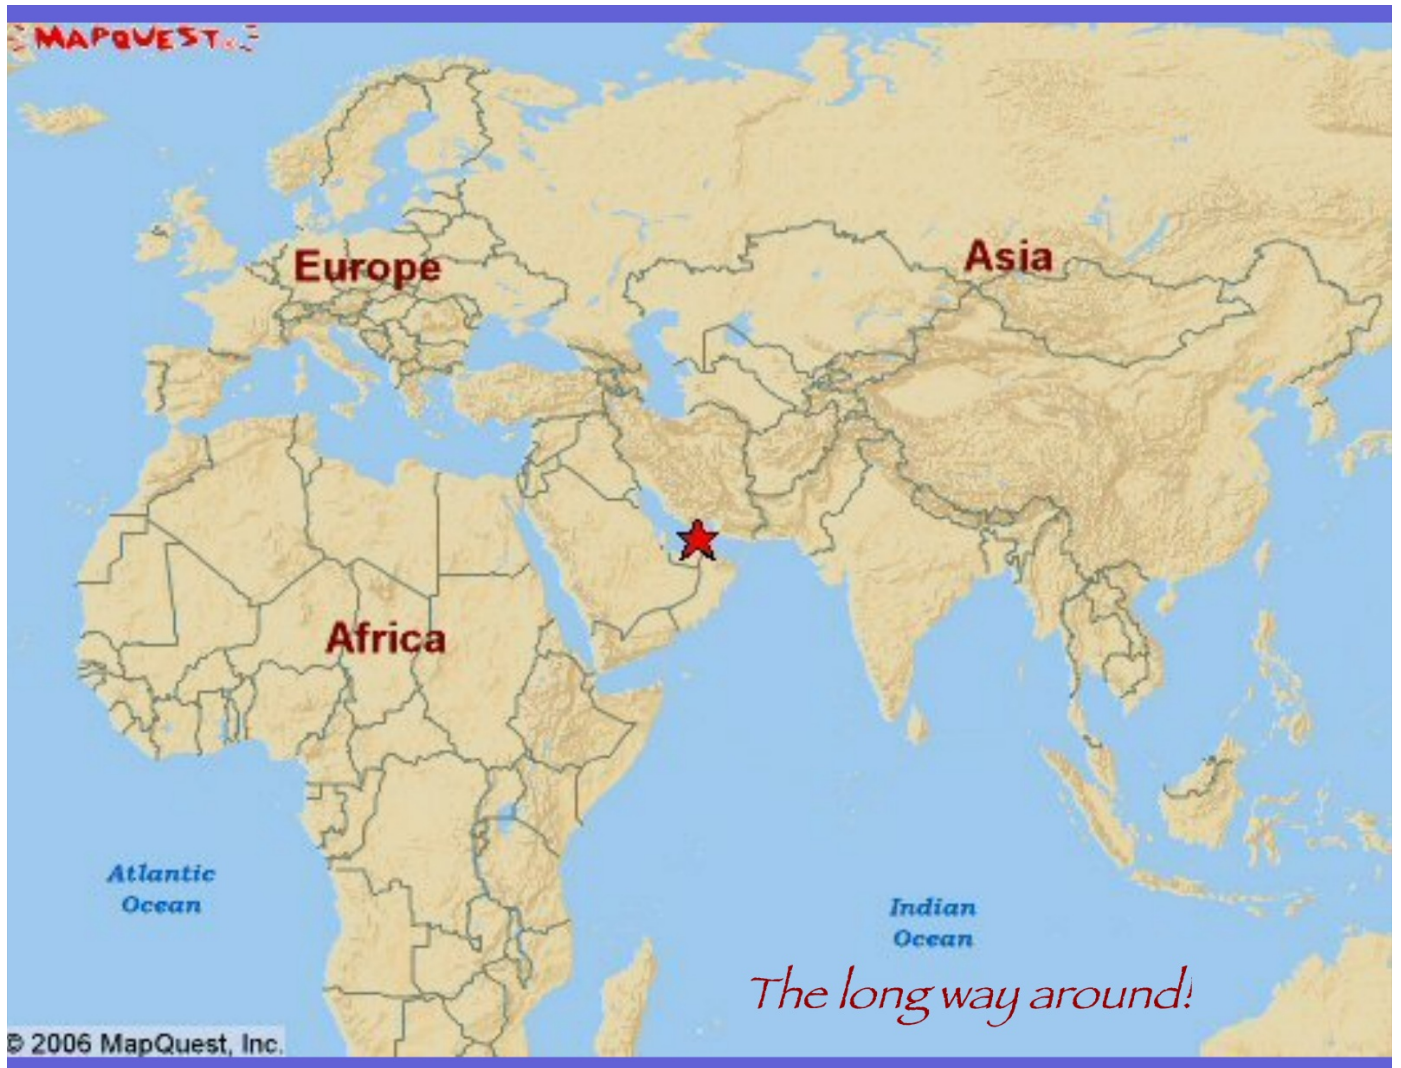 MAPQUEST
Europe
Asia
Africa
Atlantic
Ocean
Indian
Ocean
The long way around!
© 2006 MapQuest, Inc.